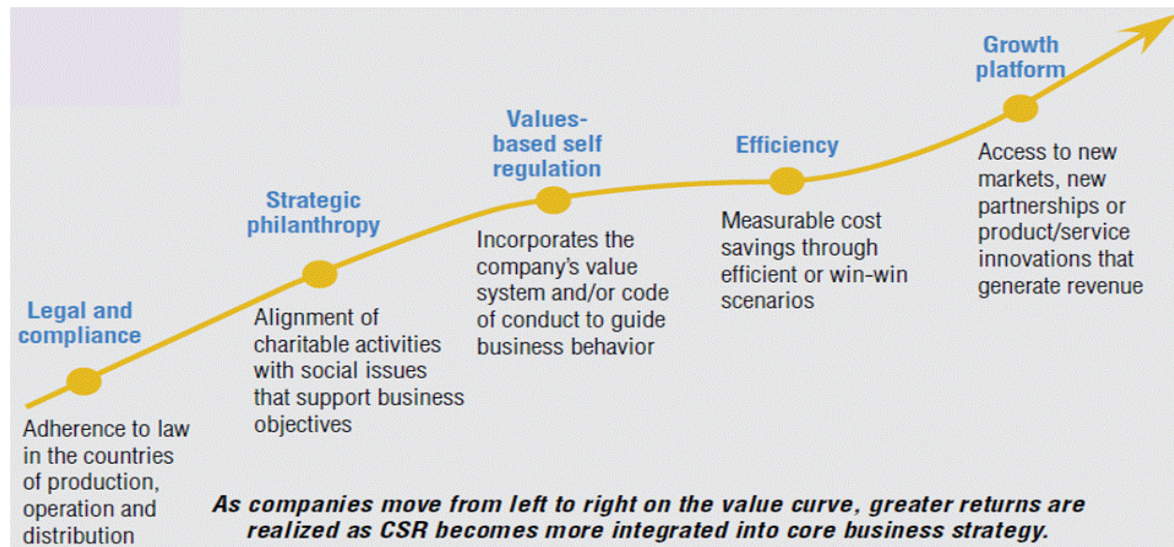 Legal and
compliance
Adherence to law
in the countries
of production,
operation and
distribution
Strategic
philanthropy
Alignment of
charitable activities
with social issues
that support business
objectives
Values-
based self
regulation
Incorporates the
company's value
system and/or code
of conduct to guide
business behavior
Efficiency
Measurable cost
savings through
efficient or win-win
scenarios
Growth
platform
Access to new
markets, new
partnerships or
product/service
innovations that
generate revenue
As companies move from left to right on the value curve, greater returns are
realized as CSR becomes more integrated into core business strategy.